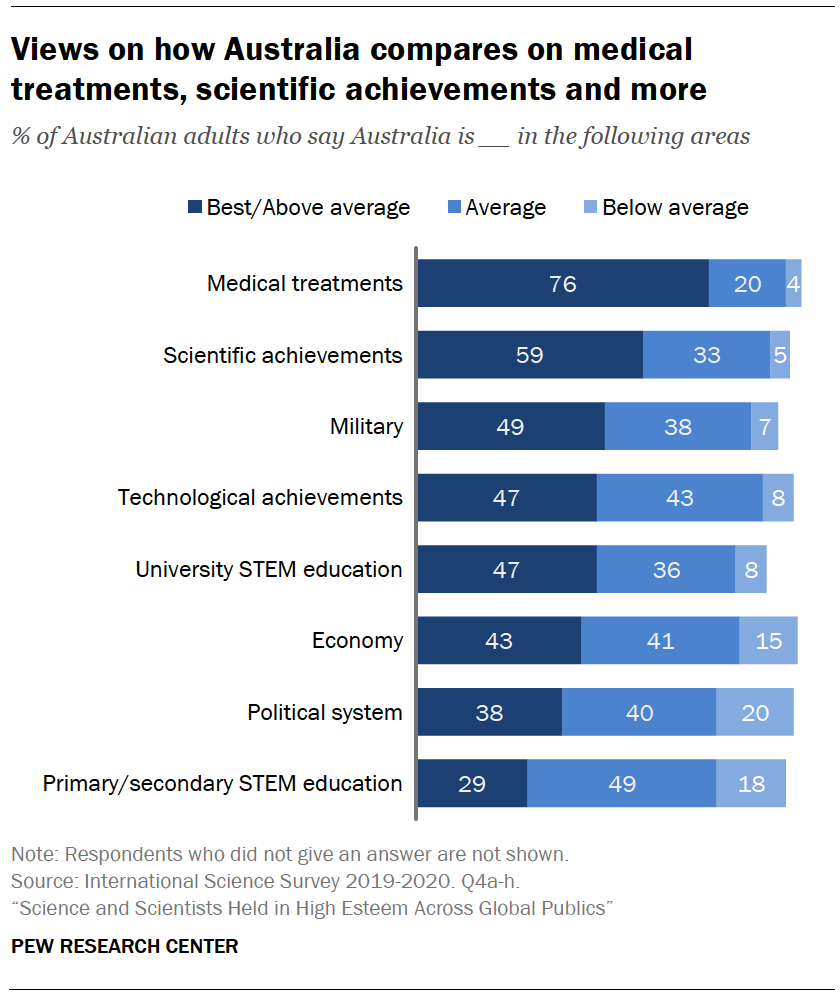 Views on how Australia compares on medical
treatments, scientific achievements and more
% of Australian adults who say Australia is __ in the following areas
Best/Above average Average Below average
Medical treatments 76 20 4
Scientific achievements 59 33 5
Military 49 38 7
Technological achievements 47 43 8
University STEM education 47 36 8
Economy 43 41 15
Political system 38 40 20
Primary/secondary STEM education 29 49 18
Note: Respondents who did not give an answer are not shown.
Source: International Science Survey 2019-2020. Q4a-h.
“Science and Scientists Held in High Esteem Across Global Publics”
PEW RESEARCH CENTER